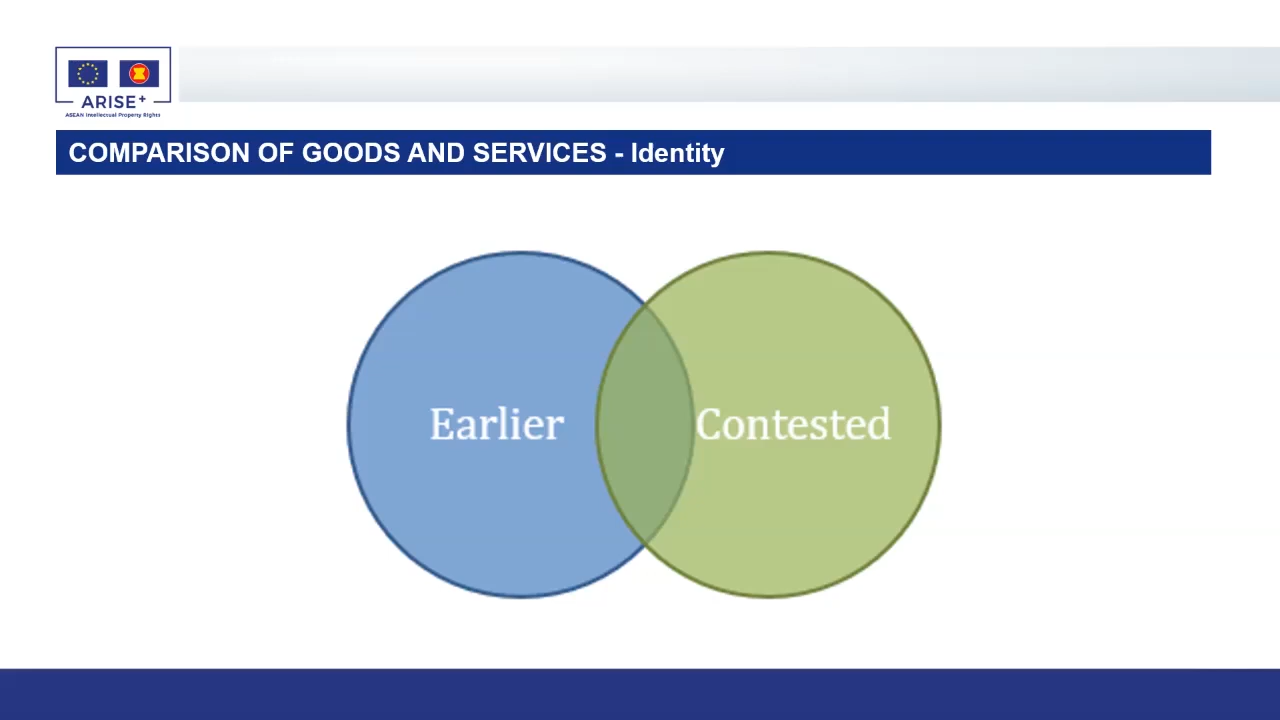 ARISE+
ASEAN Intellectual Property Rights
COMPARISON OF GOODS AND SERVICES - Identity
Earlier
Contested